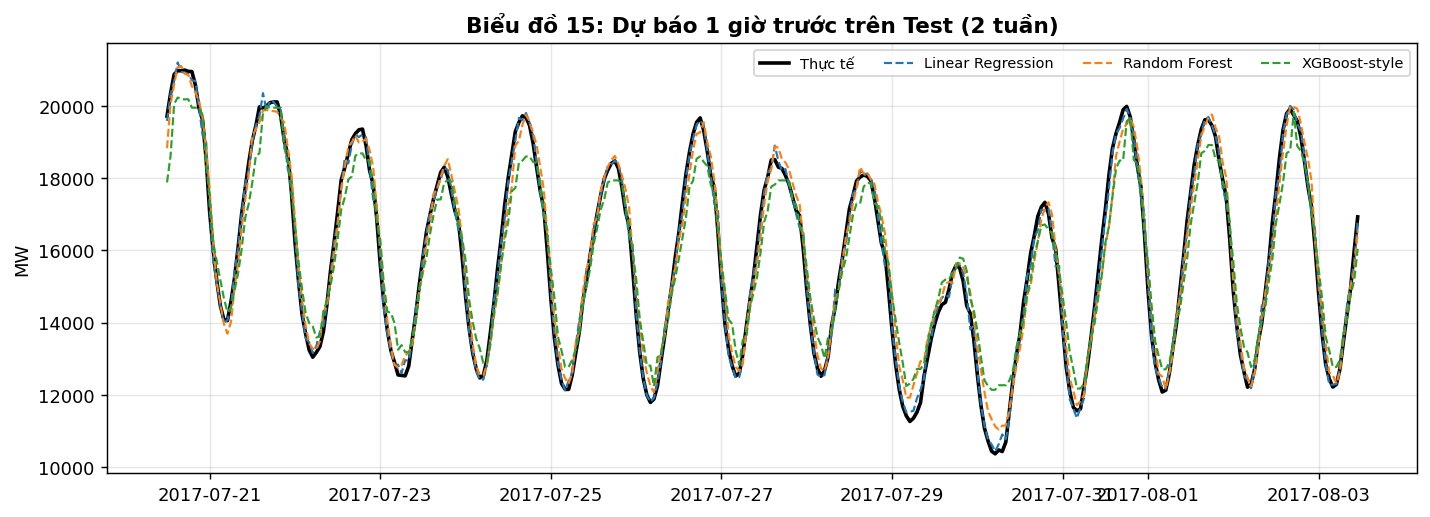 Biểu đồ 15: Dự báo 1 giờ trước trên Test (2 tuần)
Thực tế Linear Regression Random Forest XGBoost-style
MW
20000
18000
16000
14000
12000
10000
2017-07-21 2017-07-23 2017-07-25 2017-07-27 2017-07-29 2017-07-31 2017-08-01 2017-08-03